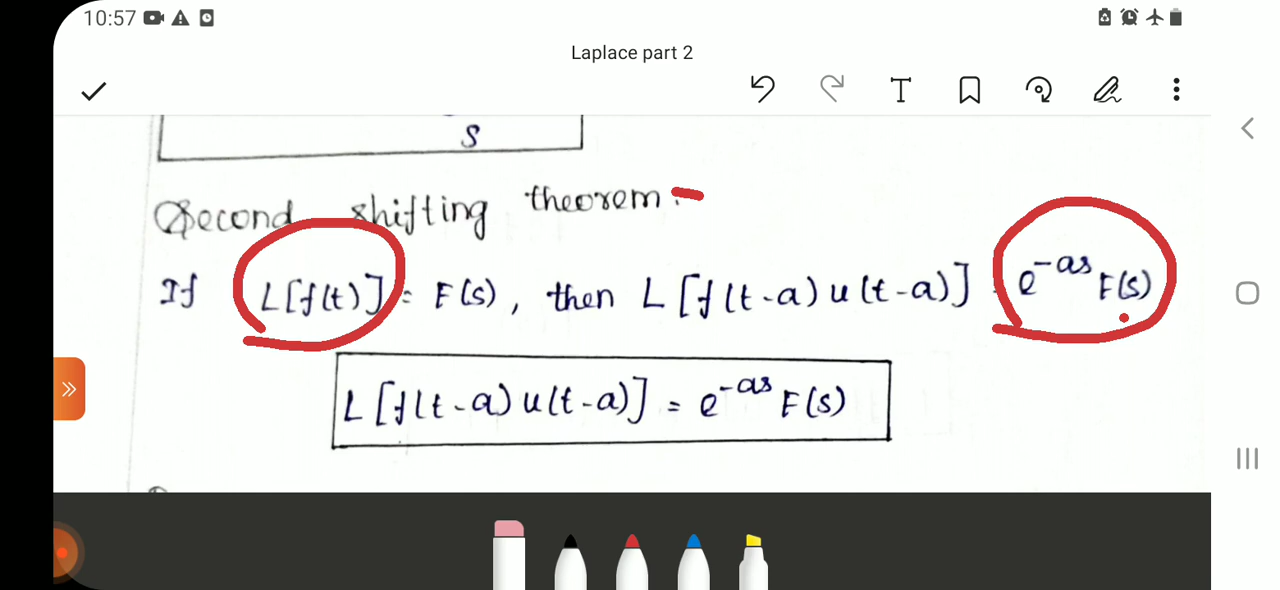 10:57
Laplace part 2
T
s
Second shifting theorem:
If L[f(t)] = F(s), then L[f(t-a)u(t-a)] e^-as F(s)
L[f(t-a)u(t-a)] = e^-as F(s)